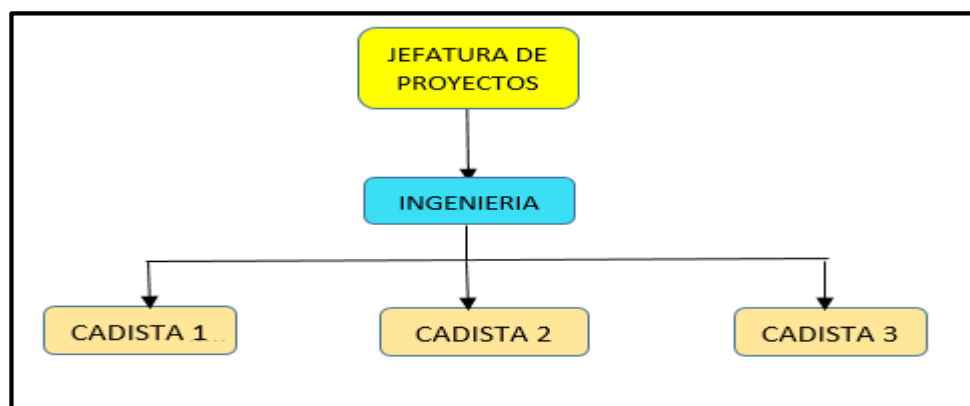 JEFATURA DE
PROYECTOS
INGENIERIA
CADISTA 1
CADISTA 2
CADISTA 3